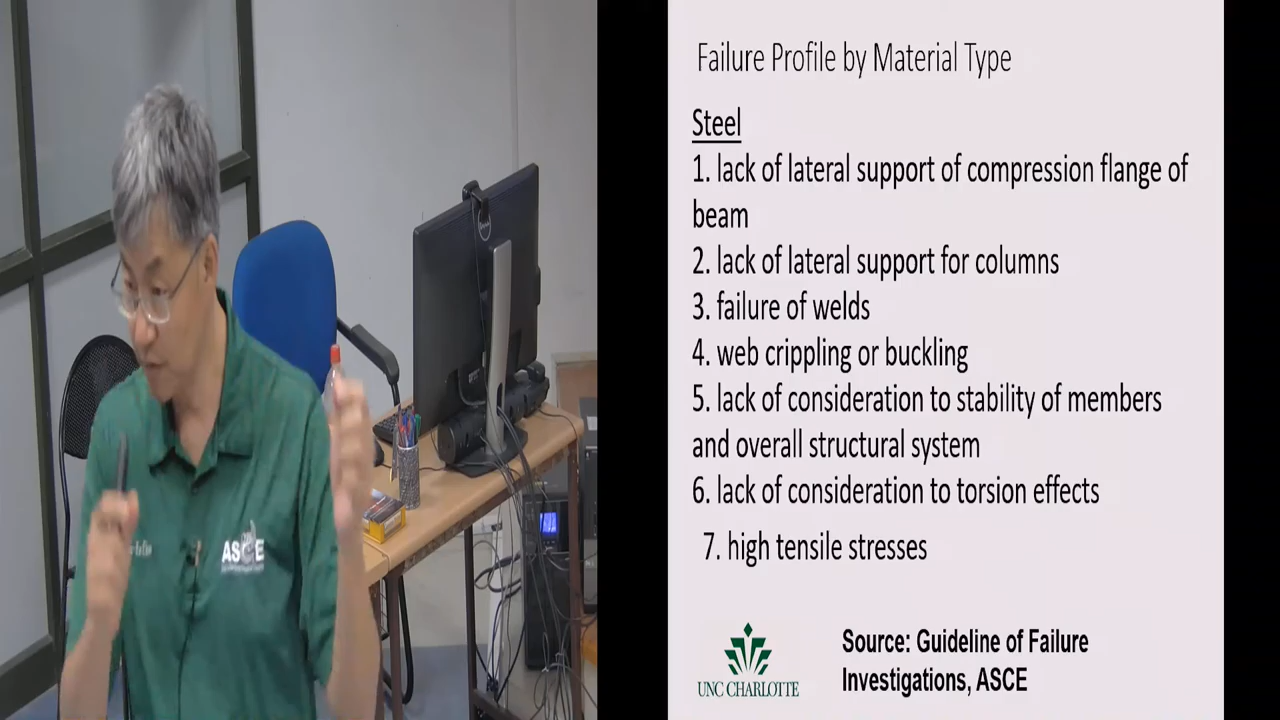 Failure Profile by Material Type
Steel
1. lack of lateral support of compression flange of
beam
2. lack of lateral support for columns
3. failure of welds
4. web crippling or buckling
5. lack of consideration to stability of members
and overall structural system
6. lack of consideration to torsion effects
7. high tensile stresses
UNC CHARLOTTE
Source: Guideline of Failure
Investigations, ASCE
ASCE